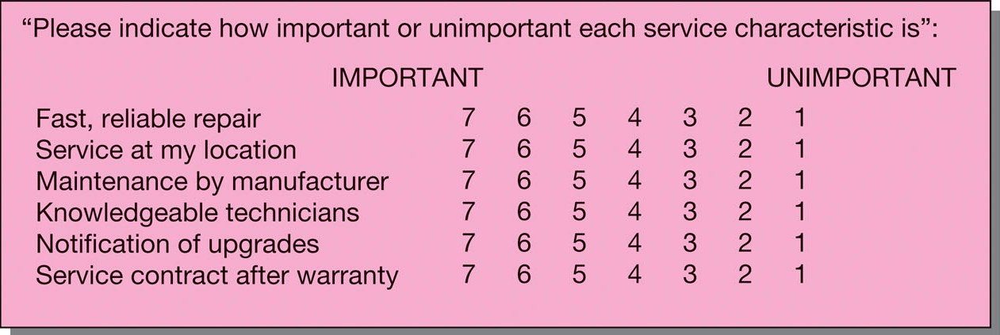 “Please indicate how important or unimportant each service characteristic is”:
IMPORTANT UNIMPORTANT
Fast, reliable repair 7 6 5 4 3 2 1
Service at my location 7 6 5 4 3 2 1
Maintenance by manufacturer 7 6 5 4 3 2 1
Knowledgeable technicians 7 6 5 4 3 2 1
Notification of upgrades 7 6 5 4 3 2 1
Service contract after warranty 7 6 5 4 3 2 1